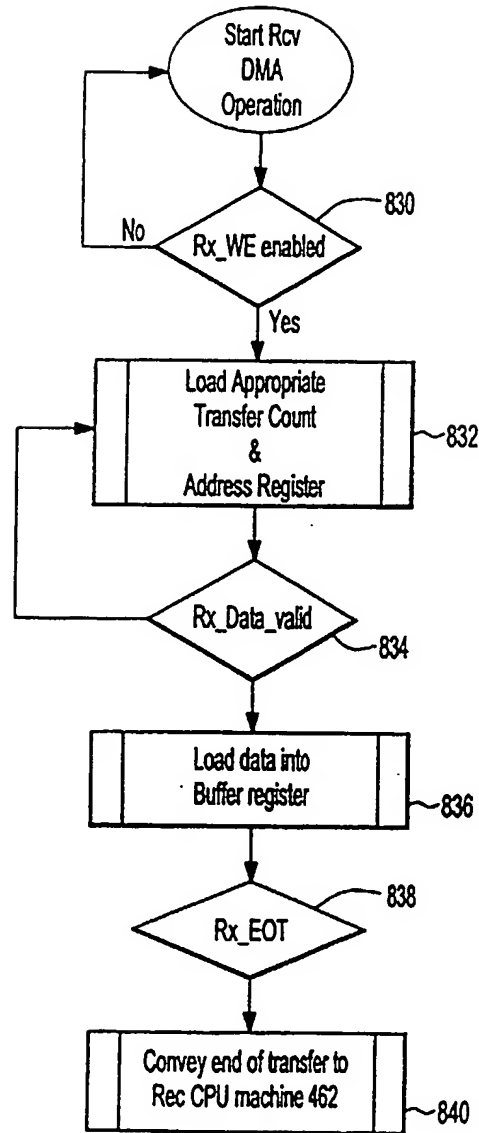 Start Rcv
DMA
Operation
830
No
Rx_WE enabled
Yes
Load Appropriate
Transfer Count
&
Address Register
832
Rx_Data_valid
834
Load data into
Buffer register
836
838
Rx_EOT
Convey end of transfer to
Rec CPU machine 462
840